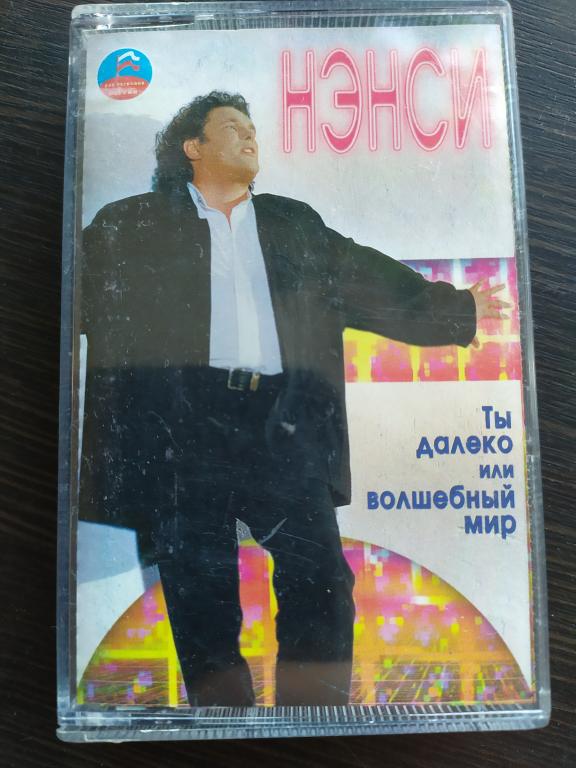 НЭНСИ
Ты
далеко
или
волшебный
мир